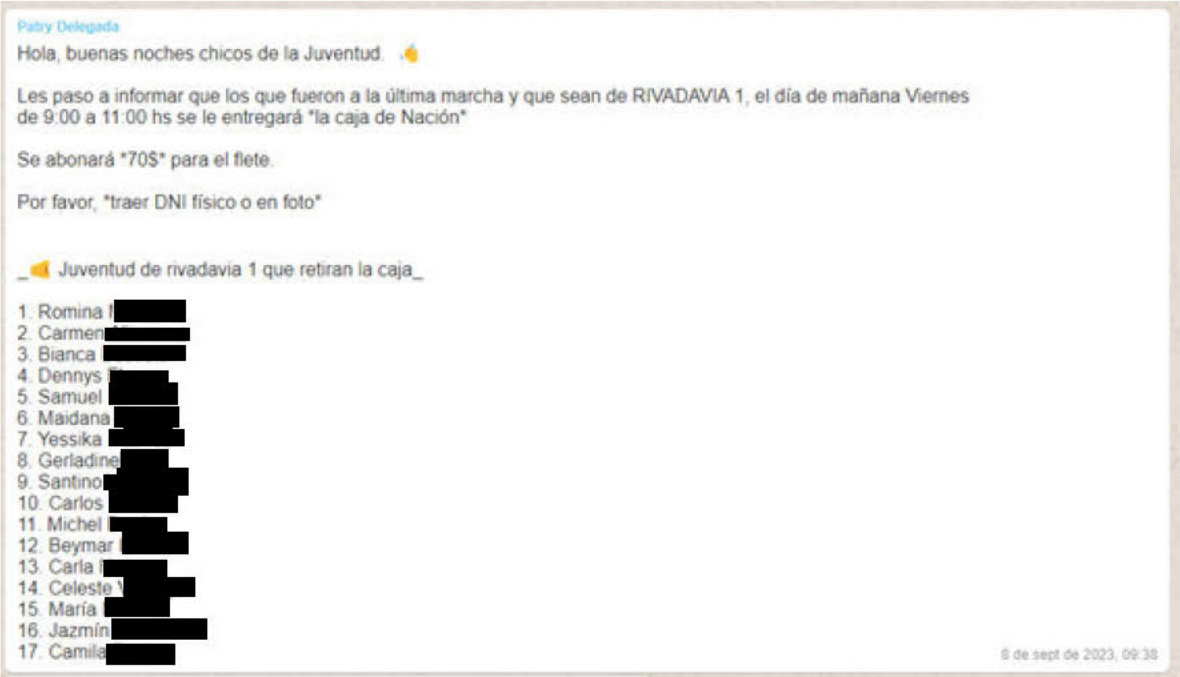 Patry Delegada
Hola, buenas noches chicos de la Juventud.
Les paso a informar que los que fueron a la última marcha y que sean de RIVADAVIA 1, el día de mañana Viernes
de 9:00 a 11:00 hs se le entregará *la caja de Nación*
Se abonará *70$* para el flete.
Por favor, *traer DNI físico o en foto*
_🤜 Juventud de rivadavia 1 que retiran la caja_
1. Romina
2. Carmen
3. Bianca
4. Dennys
5. Samuel
6. Maidana
7. Yessika
8. Gerladine
9. Santino
10. Carlos
11. Michel
12. Beymar
13. Carla
14. Celeste
15. María
16. Jazmín
17. Camila
8 de sept de 2023, 09:38